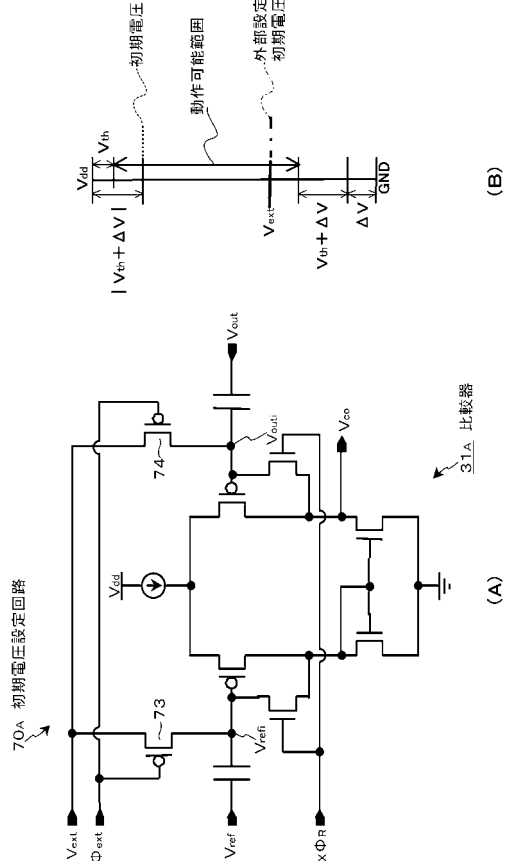 70A 初期電圧設定回路
Vext
Φext
73
74
Vdd
Vref
Vrefi
Vouti
Vout
xΦR
Vco
31A 比較器
(A)
Vdd
Vth
|Vth+ΔV|
初期電圧
動作可能範囲
Vext
外部設定
初期電圧
Vth+ΔV
ΔV
GND
(B)